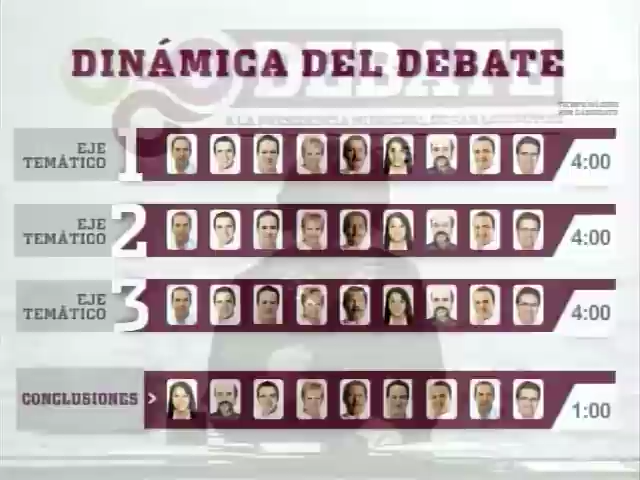 DINÁMICA DEL DEBATE
DEBATE
EJE
TEMÁTICO
1
4:00
EJE
TEMÁTICO
2
4:00
EJE
TEMÁTICO
3
4:00
CONCLUSIONES >
1:00